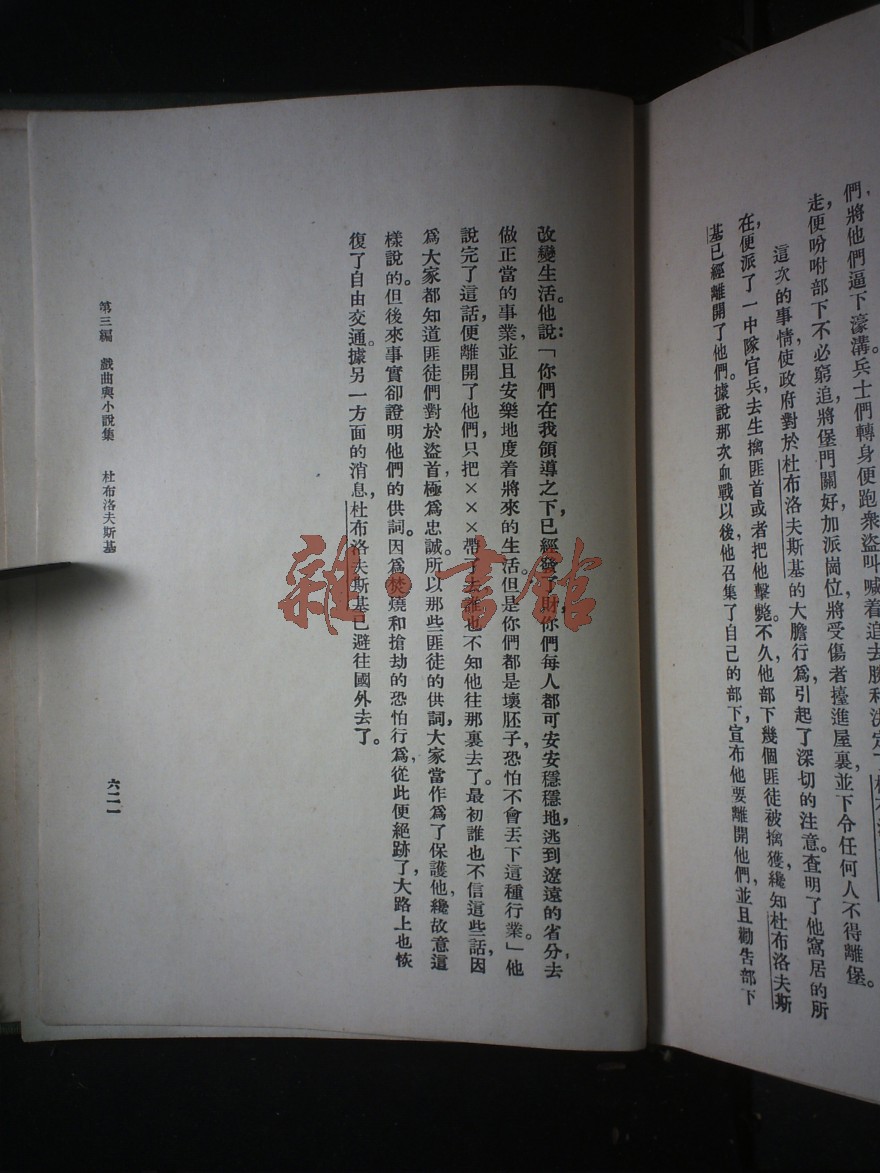 們將他們逼下濠溝兵士們轉身便跑衆盜叫喊着追去勝利決定了
走便吩咐部下不必窮追將堡門關好加派崗位，將受傷者擡進屋裏並下令任何人不得離堡。
這次的事情使政府對於杜布洛夫斯基的大膽行爲，引起了深切的注意。查明了他窩居的所
在，便派了一中隊官兵，去生擒匪首或者把他擊斃。不久，他部下幾個匪徒被擒獲，纔知杜布洛夫斯
基已經離開了他們。據說那次血戰以後，他召集了自己的部下，宣布他要離開他們，並且勸告部下
改變生活。他說：「你們在我領導之下，已經發了財，你們每人都可安安穩穩地，逃到遼遠的省分，去
做正當的事業，並且安樂地度着將來的生活。但是你們都是壞胚子，恐怕不會丟下這種行業。」他
說完了這話，便離開了他們，只把×××帶了去誰也不知他往那裏去了。最初誰也不信這些話，因
爲大家都知道匪徒們對於盜首，極爲忠誠。所以那些匪徒的供詞，大家當作爲了保護他，纔故意這
樣說的。但後來事實卻證明他們的供詞。因爲焚燒和搶劫的恐怕行爲，從此便絕跡了，大路上也恢
復了自由交通。據另一方面的消息，杜布洛夫斯基已避往國外去了。
第三編 戲曲與小說集 杜布洛夫斯基
六二一
雜·書館